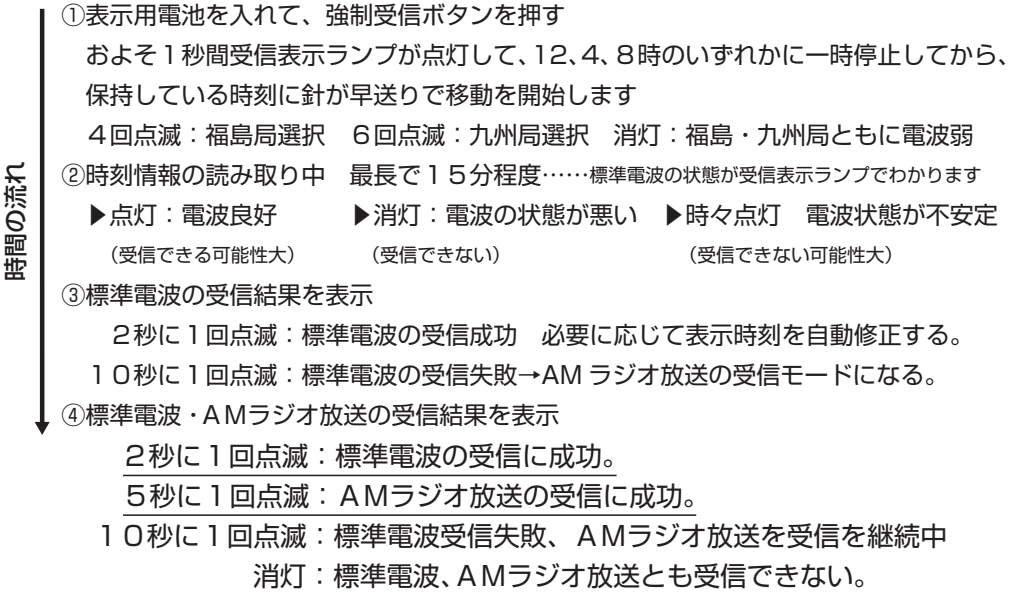 時間の流れ
①表示用電池を入れて、強制受信ボタンを押す
およそ１秒間受信表示ランプが点灯して、12、4、8時のいずれかに一時停止してから、
保持している時刻に針が早送りで移動を開始します
４回点滅：福島局選択　６回点滅：九州局選択　消灯：福島・九州局ともに電波弱
②時刻情報の読み取り中　最長で１５分程度……標準電波の状態が受信表示ランプでわかります
▶点灯：電波良好　▶消灯：電波の状態が悪い　▶時々点灯　電波状態が不安定
（受信できる可能性大）　（受信できない）　（受信できない可能性大）
③標準電波の受信結果を表示
２秒に１回点滅：標準電波の受信成功　必要に応じて表示時刻を自動修正する。
１０秒に１回点滅：標準電波の受信失敗→AM ラジオ放送の受信モードになる。
④標準電波・ＡＭラジオ放送の受信結果を表示
２秒に１回点滅：標準電波の受信に成功。
５秒に１回点滅：ＡＭラジオ放送の受信に成功。
１０秒に１回点滅：標準電波受信失敗、ＡＭラジオ放送を受信を継続中
消灯：標準電波、ＡＭラジオ放送とも受信できない。